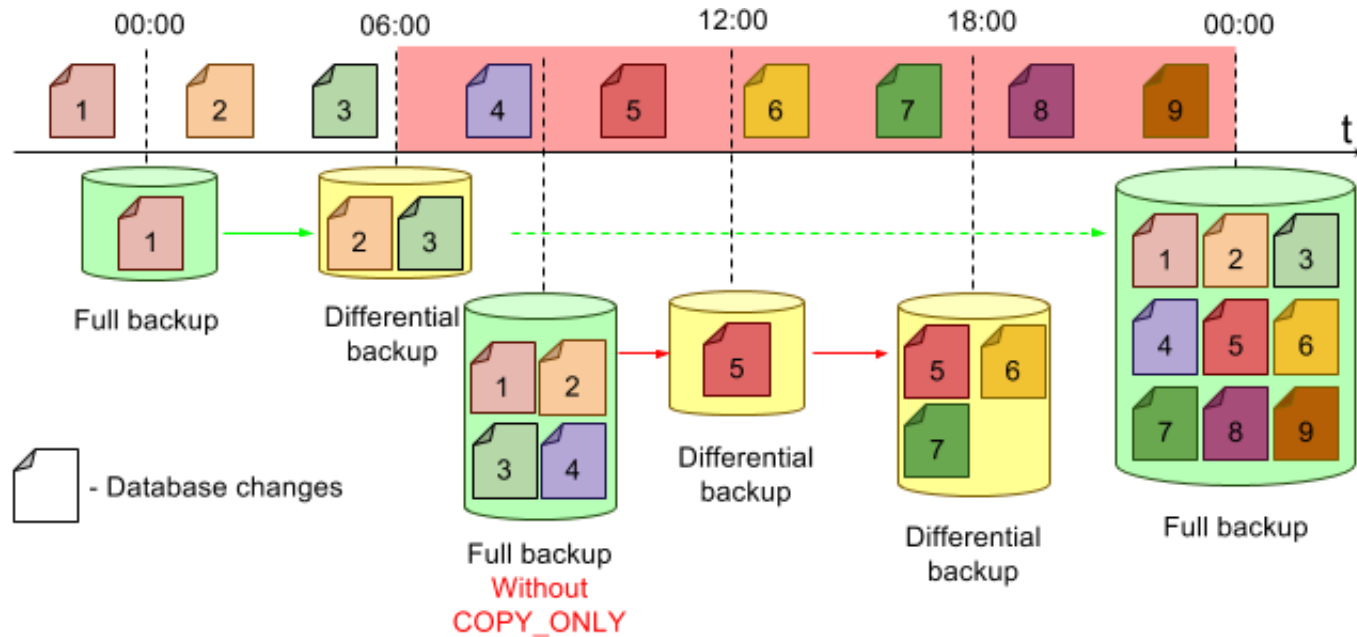 00:00
06:00
12:00
18:00
00:00
1
2
3
4
5
6
7
8
9
t
1
Full backup
2
3
Differential
backup
1
2
3
4
Full backup
Without
COPY_ONLY
5
Differential
backup
5
6
7
Differential
backup
1
2
3
4
5
6
7
8
9
Full backup
- Database changes